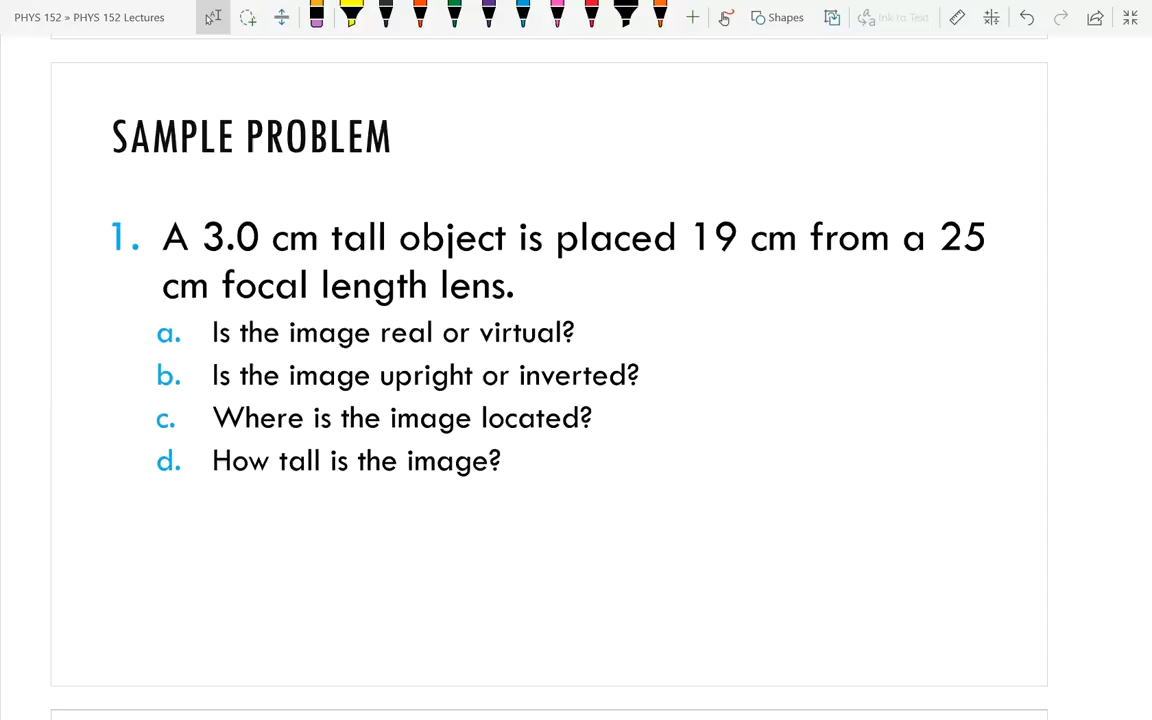 PHYS 152 » PHYS 152 Lectures
Shapes
Ink to Text
SAMPLE PROBLEM
1. A 3.0 cm tall object is placed 19 cm from a 25
cm focal length lens.
a. Is the image real or virtual?
b. Is the image upright or inverted?
c. Where is the image located?
d. How tall is the image?